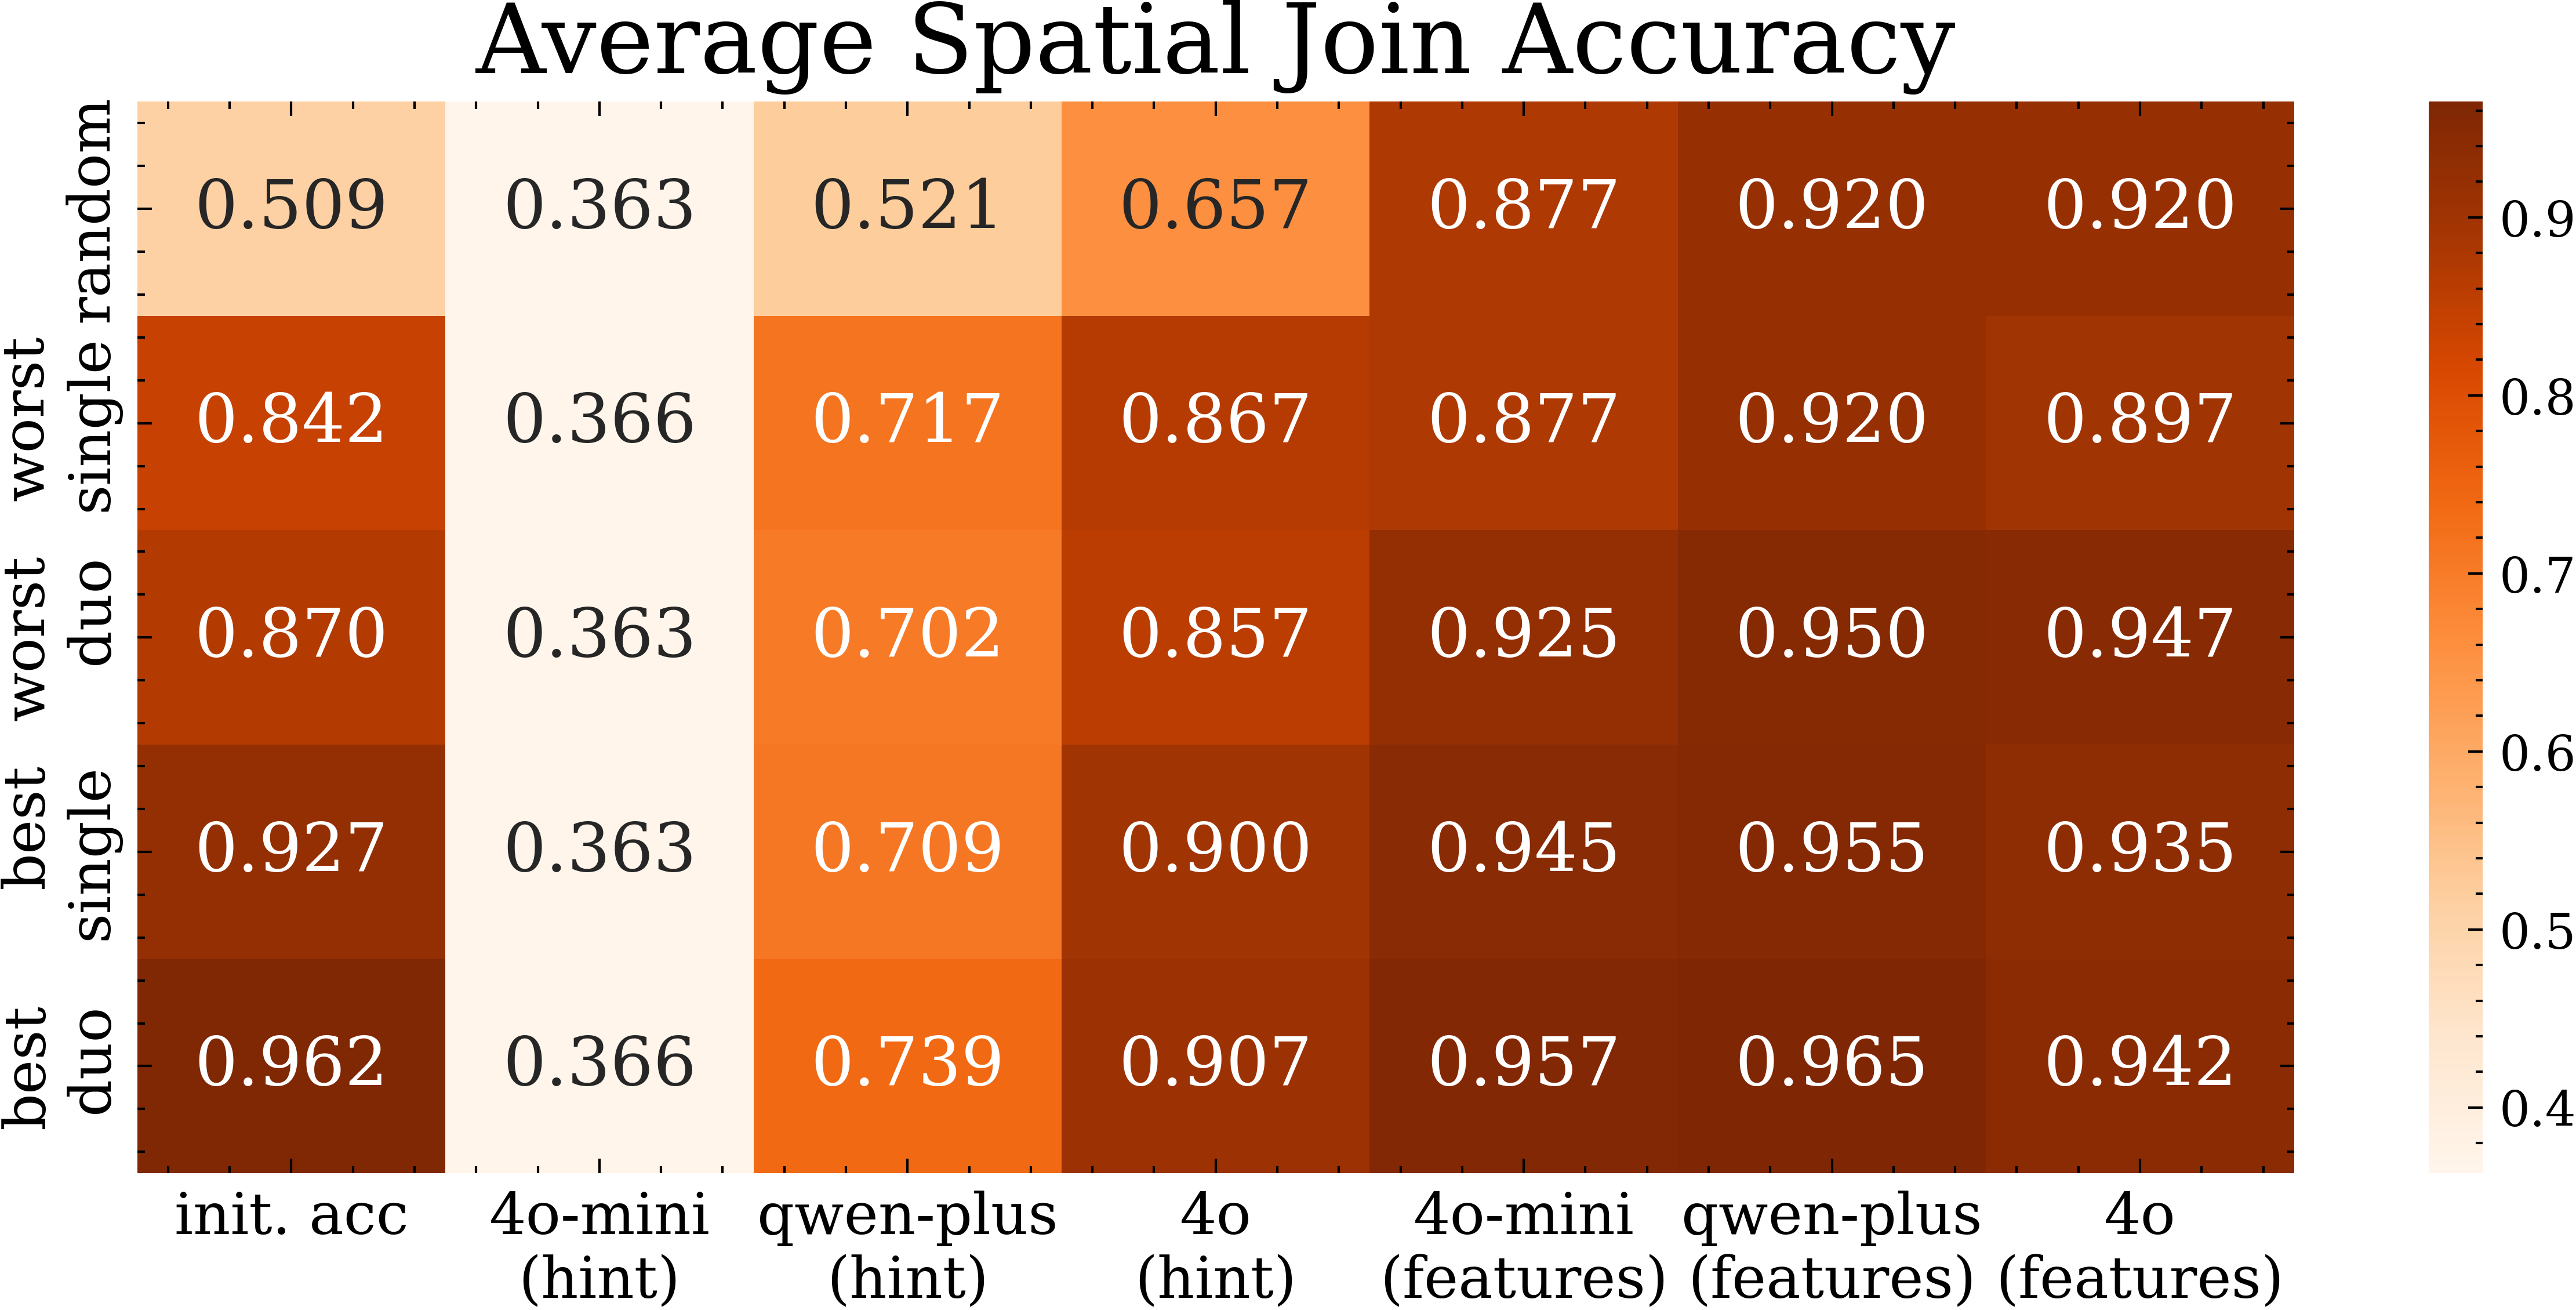 Average Spatial Join Accuracy
random
0.509 0.363 0.521 0.657 0.877 0.920 0.920
worst
single
0.842 0.366 0.717 0.867 0.877 0.920 0.897
worst
duo
0.870 0.363 0.702 0.857 0.925 0.950 0.947
best
single
0.927 0.363 0.709 0.900 0.945 0.955 0.935
best
duo
0.962 0.366 0.739 0.907 0.957 0.965 0.942
init. acc
4o-mini
(hint)
qwen-plus
(hint)
4o
(hint)
4o-mini
(features)
qwen-plus
(features)
4o
(features)
0.9
0.8
0.7
0.6
0.5
0.4